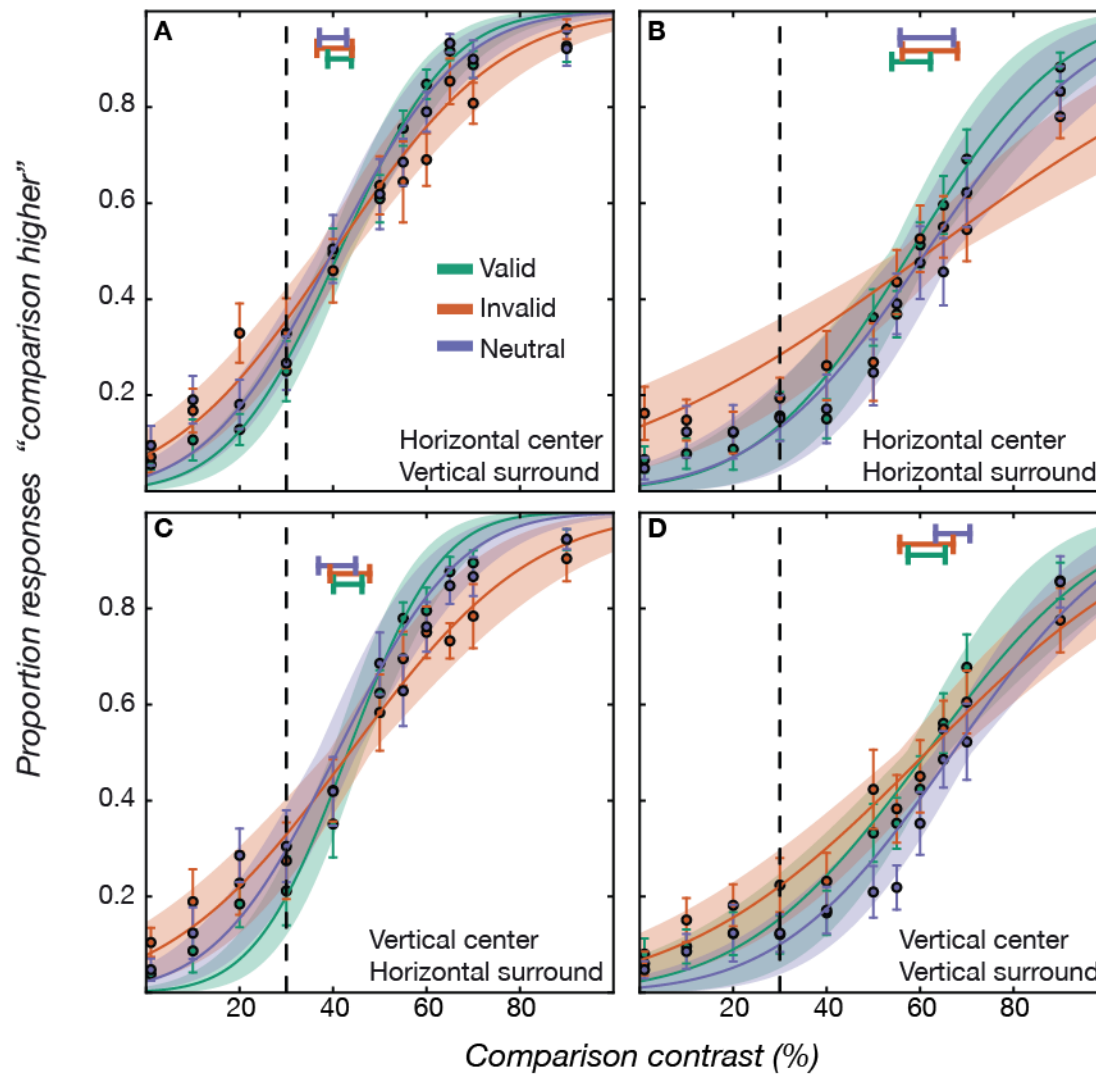 Proportion responses “comparison higher”
A
0.8
0.6
0.4
0.2
Valid
Invalid
Neutral
Horizontal center
Vertical surround
B
Horizontal center
Horizontal surround
C
0.8
0.6
0.4
0.2
20
40
60
80
Vertical center
Horizontal surround
D
20
40
60
80
Vertical center
Vertical surround
Comparison contrast (%)